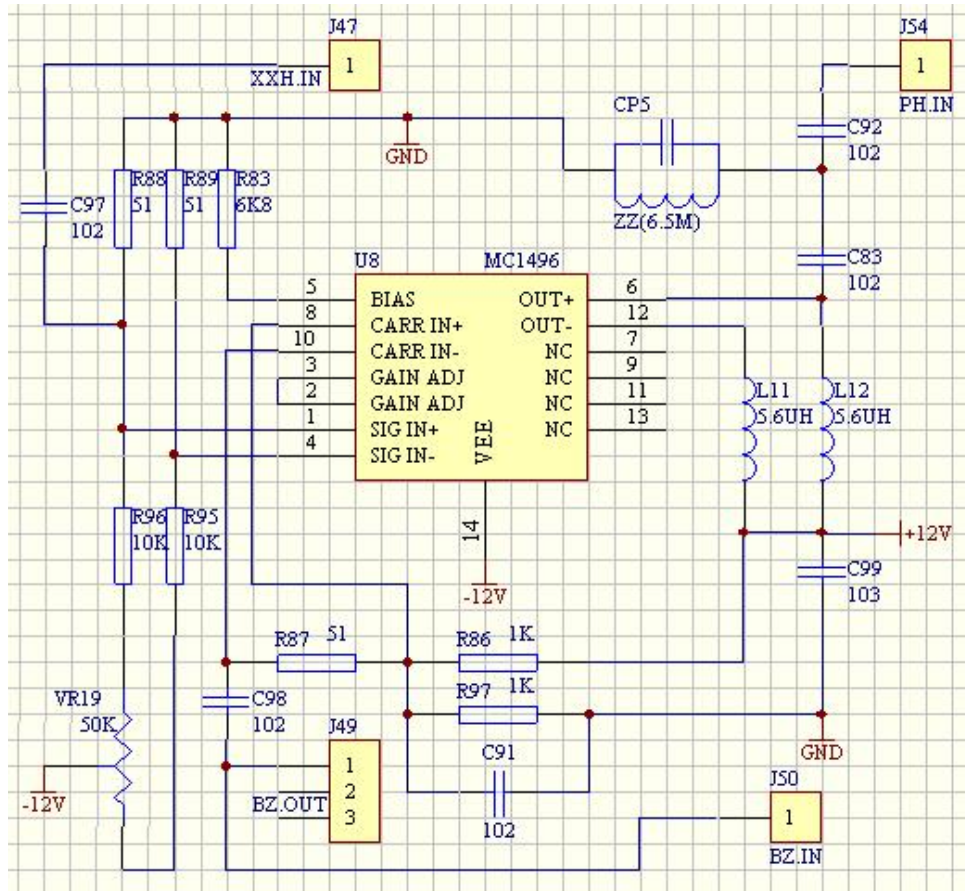 J47
1
XXH.IN
J54
1
PH.IN
CP5
C92
102
GND
R88
51
R89
51
R83
6K8
C97
102
ZZ(6.5M)
C83
102
U8
MC1496
5
BIAS
8
CARR IN+
10
CARR IN-
3
GAIN ADJ
2
GAIN ADJ
1
SIG IN+
4
SIG IN-
VEE
OUT+
6
OUT-
12
NC
7
NC
9
NC
11
NC
13
L11
5.6UH
L12
5.6UH
14
-12V
+12V
R96
10K
R95
10K
C99
103
R87
51
R86
1K
R97
1K
VR19
50K
C98
102
-12V
J49
1
2
3
BZ.OUT
C91
102
GND
J50
1
BZ.IN